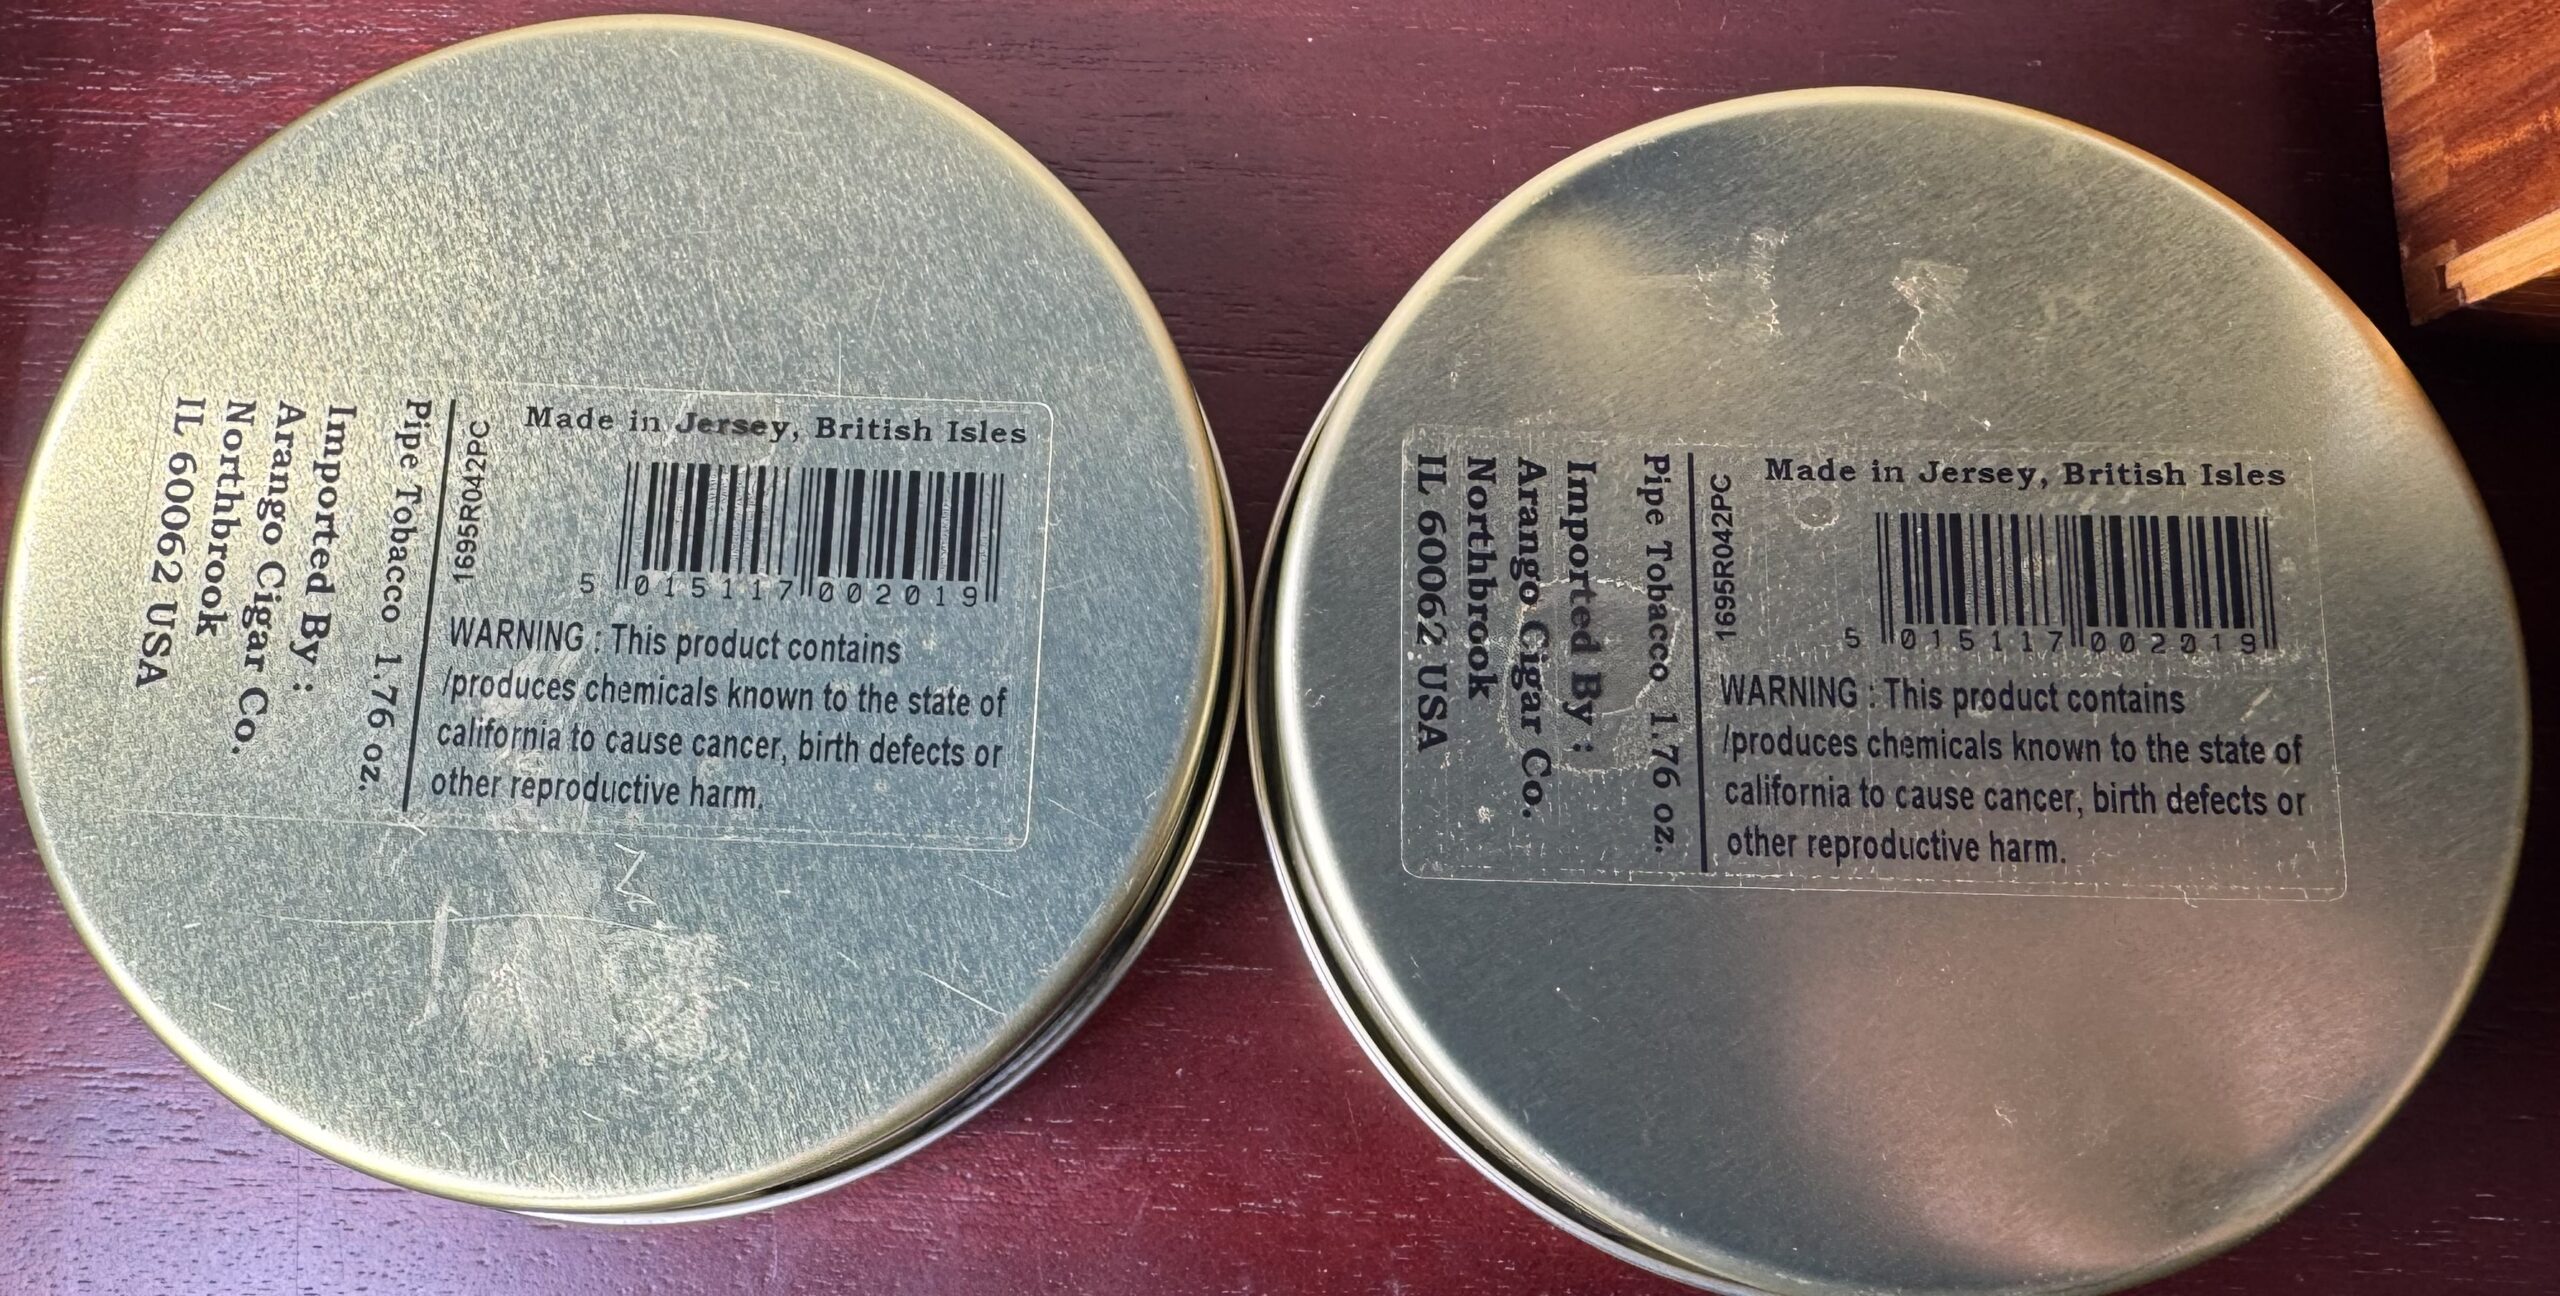 Made in Jersey, British Isles
5 015117 002019
WARNING : This product contains
/produces chemicals known to the state of
california to cause cancer, birth defects or
other reproductive harm.
1695R042PC
Pipe Tobacco 1.76 oz.
Imported By :
Arango Cigar Co.
Northbrook
IL 60062 USA
Made in Jersey, British Isles
5 015117 002019
WARNING : This product contains
/produces chemicals known to the state of
california to cause cancer, birth defects or
other reproductive harm.
1695R042PC
Pipe Tobacco 1.76 oz.
Imported By :
Arango Cigar Co.
Northbrook
IL 60062 USA